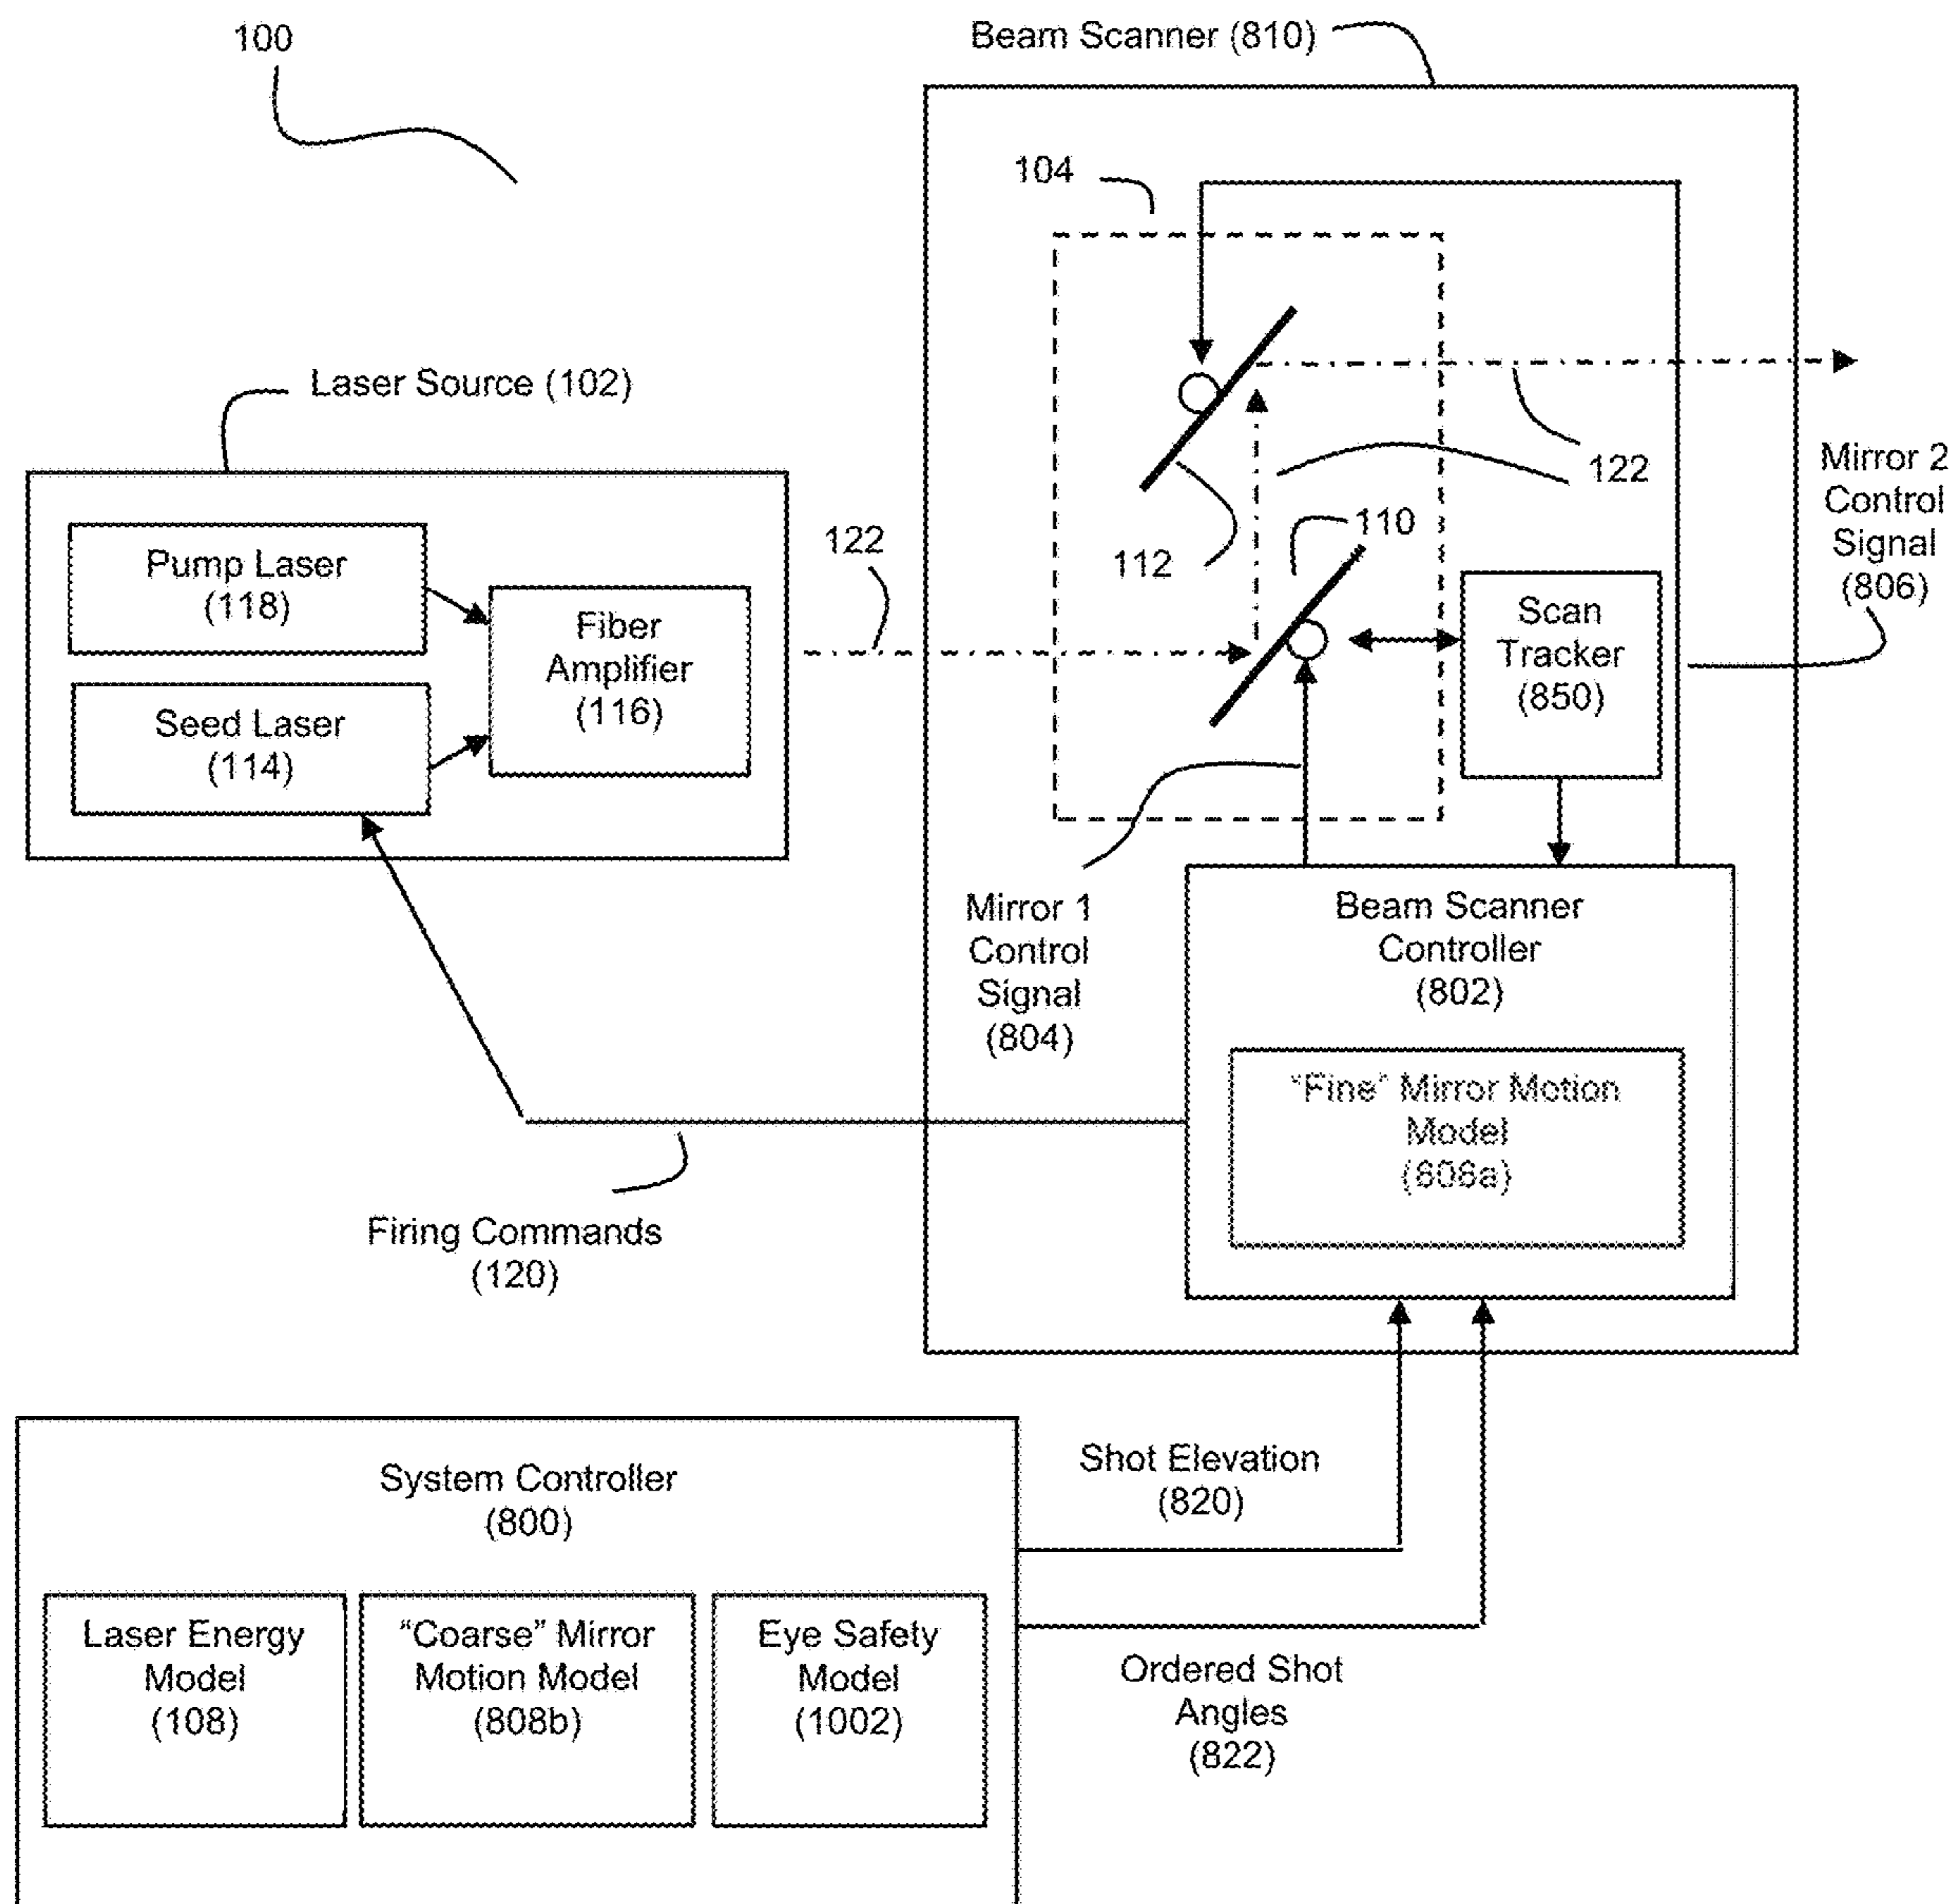 100
Beam Scanner (810)
104
Laser Source (102)
Pump Laser
(118)
Seed Laser
(114)
Fiber
Amplifier
(116)
122
112
110
122
Mirror 2
Control
Signal
(806)
Scan
Tracker
(850)
Mirror 1
Control
Signal
(804)
Beam Scanner
Controller
(802)
"Fine" Mirror Motion
Model
(808a)
Firing Commands
(120)
System Controller
(800)
Shot Elevation
(820)
Laser Energy
Model
(108)
“Coarse” Mirror
Motion Model
(808b)
Eye Safety
Model
(1002)
Ordered Shot
Angles
(822)